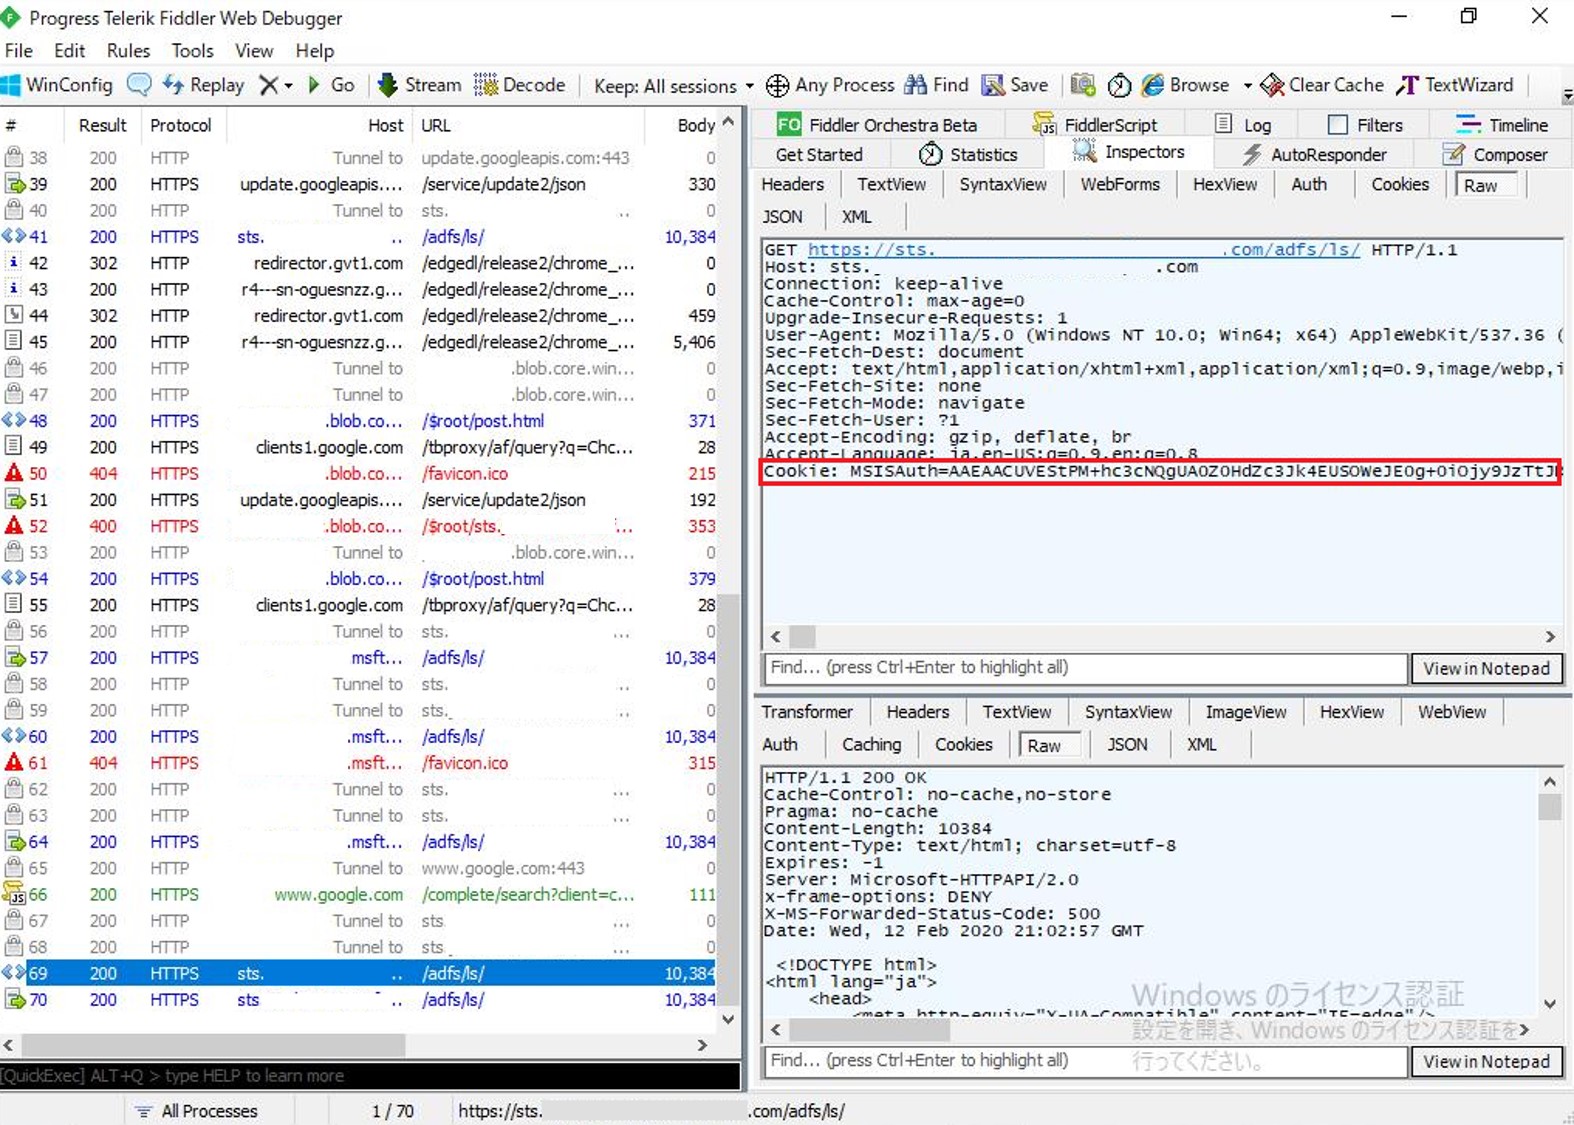 Progress Telerik Fiddler Web Debugger
File Edit Rules Tools View Help
WinConfig Replay Go Stream Decode Keep: All sessions Any Process Find Save Browse Clear Cache TextWizard
# Result Protocol Host URL Body
38 200 HTTP Tunnel to update.googleapis.com:443 0
39 200 HTTPS update.googleapis.... /service/update2/json 330
40 200 HTTP Tunnel to sts. .. 0
41 200 HTTPS sts. .. /adfs/ls/ 10,384
42 302 HTTP redirector.gvt1.com /edgedl/release2/chrome_... 0
43 200 HTTP r4---sn-oguesnzz.g... /edgedl/release2/chrome_... 0
44 302 HTTP redirector.gvt1.com /edgedl/release2/chrome_... 459
45 200 HTTP r4---sn-oguesnzz.g... /edgedl/release2/chrome_... 5,406
46 200 HTTP Tunnel to .blob.core.win... 0
47 200 HTTP Tunnel to .blob.core.win... 0
48 200 HTTPS .blob.co... /$root/post.html 371
49 200 HTTPS clients1.google.com /tbproxy/af/query?q=Chc... 28
50 404 HTTPS .blob.co... /favicon.ico 215
51 200 HTTPS update.googleapis.... /service/update2/json 192
52 400 HTTPS .blob.co... /$root/sts. '... 353
53 200 HTTP Tunnel to .blob.core.win... 0
54 200 HTTPS .blob.co... /$root/post.html 379
55 200 HTTPS clients1.google.com /tbproxy/af/query?q=Chc... 28
56 200 HTTP Tunnel to sts. ... 0
57 200 HTTPS msft... /adfs/ls/ 10,384
58 200 HTTP Tunnel to sts. .. 0
59 200 HTTP Tunnel to sts. .. 0
60 200 HTTPS .msft... /adfs/ls/ 10,384
61 404 HTTPS .msft... /favicon.ico 315
62 200 HTTP Tunnel to sts. ... 0
63 200 HTTP Tunnel to sts. ... 0
64 200 HTTPS .msft... /adfs/ls/ 10,384
65 200 HTTP Tunnel to www.google.com:443 0
66 200 HTTPS www.google.com /complete/search?client=c... 111
67 200 HTTP Tunnel to sts ... 0
68 200 HTTP Tunnel to sts ... 0
69 200 HTTPS sts. .. /adfs/ls/ 10,384
70 200 HTTPS sts .. /adfs/ls/ 10,384
[QuickExec] ALT+Q > type HELP to learn more
All Processes 1 / 70 https://sts. .com/adfs/ls/
FO Fiddler Orchestra Beta FiddlerScript Log Filters Timeline
Get Started Statistics Inspectors AutoResponder Composer
Headers TextView SyntaxView WebForms HexView Auth Cookies Raw
JSON XML
GET https://sts. .com/adfs/ls/ HTTP/1.1
Host: sts. .com
Connection: keep-alive
Cache-Control: max-age=0
Upgrade-Insecure-Requests: 1
User-Agent: Mozilla/5.0 (Windows NT 10.0; Win64; x64) AppleWebKit/537.36 (
Sec-Fetch-Dest: document
Accept: text/html,application/xhtml+xml,application/xml;q=0.9,image/webp,i
Sec-Fetch-Site: none
Sec-Fetch-Mode: navigate
Sec-Fetch-User: ?1
Accept-Encoding: gzip, deflate, br
Accept-Language: ja,en-US;q=0.9,en;q=0.8
Cookie: MSISAuth=AAEAACUVEStPM+hc3cNQgUA0Z0HdZc3Jk4EUSOWeJEOg+0iOjy9JzTtJ
Find... (press Ctrl+Enter to highlight all) View in Notepad
Transformer Headers TextView SyntaxView ImageView HexView WebView
Auth Caching Cookies Raw JSON XML
HTTP/1.1 200 OK
Cache-Control: no-cache,no-store
Pragma: no-cache
Content-Length: 10384
Content-Type: text/html; charset=utf-8
Expires: -1
Server: Microsoft-HTTPAPI/2.0
x-frame-options: DENY
X-MS-Forwarded-Status-Code: 500
Date: Wed, 12 Feb 2020 21:02:57 GMT
<!DOCTYPE html>
<html lang="ja">
<head>
<meta http-equiv="X-UA-Compatible" content="IE=edge"/>
Windows のライセンス認証
設定を開き、Windows のライセンス認証を
行ってください。
Find... (press Ctrl+Enter to highlight all) View in Notepad